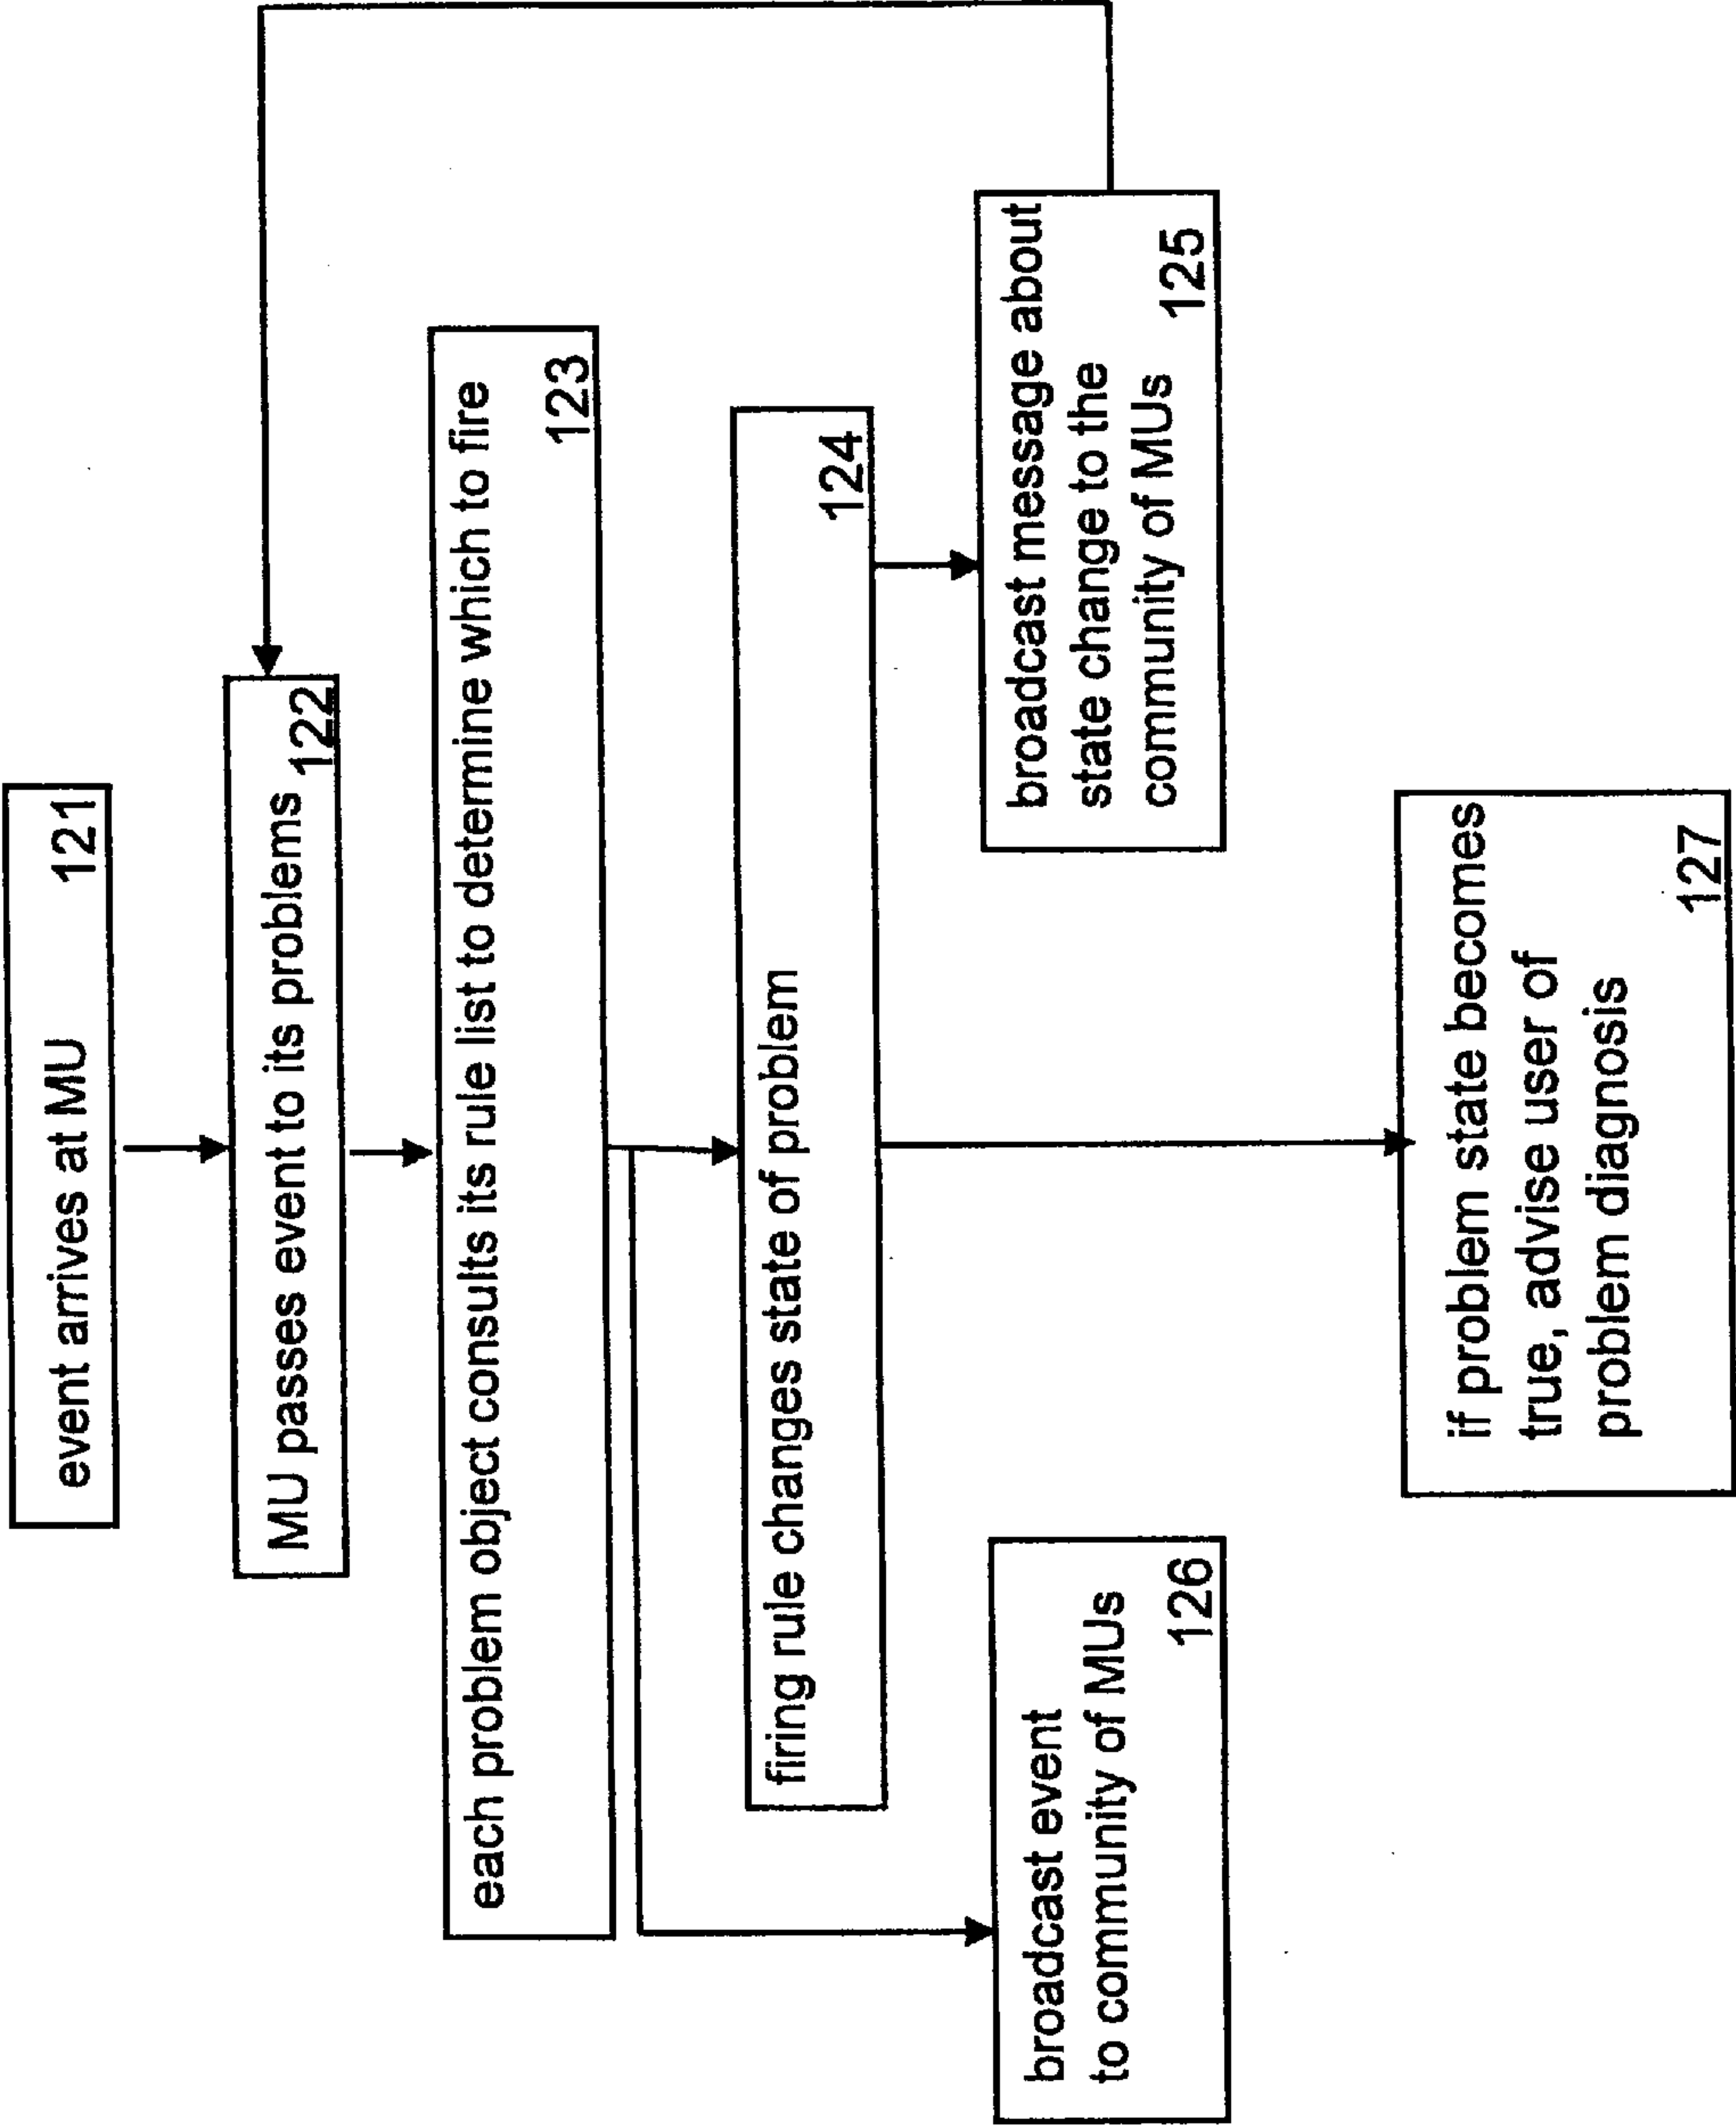 event arrives at MU 121
MU passes event to its problems 122
each problem object consults its rule list to determine which to fire
123
firing rule changes state of problem
124
broadcast message about
state change to the
community of MUs 125
broadcast event
to community of MUs
126
if problem state becomes
true, advise user of
problem diagnosis
127